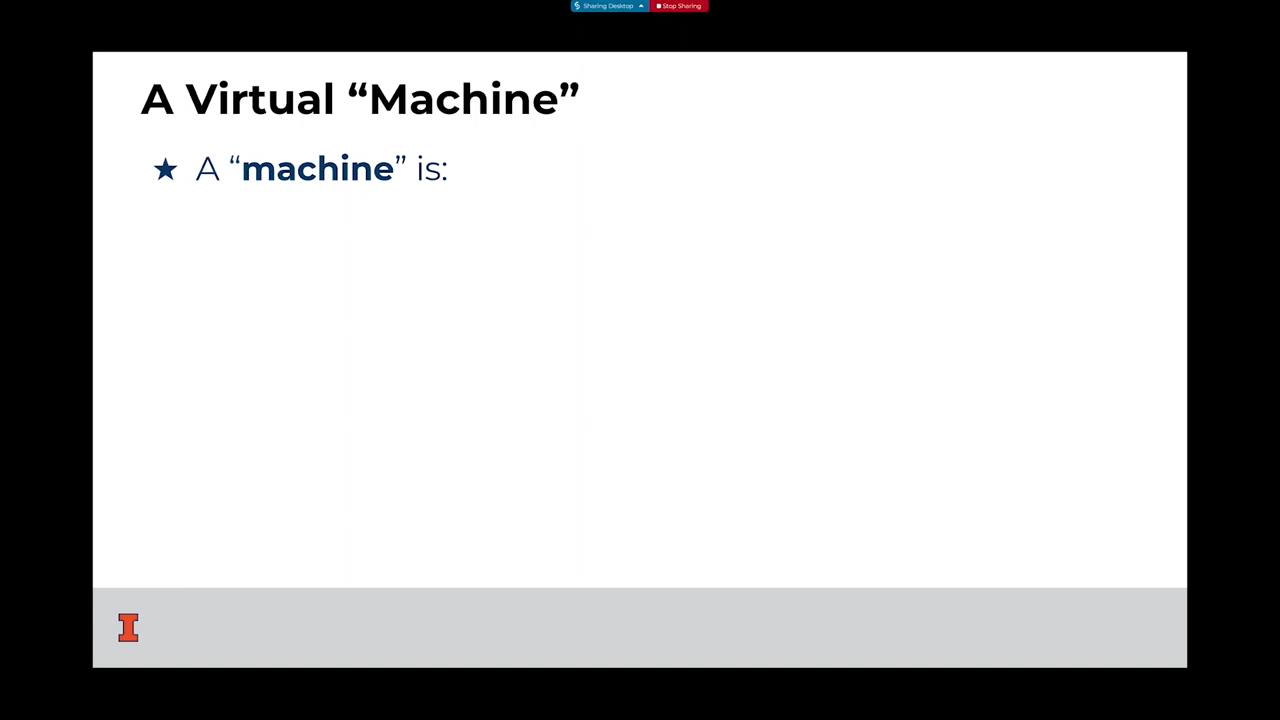 Sharing Desktop
Stop Sharing
A Virtual “Machine”
★ A “machine” is:
I